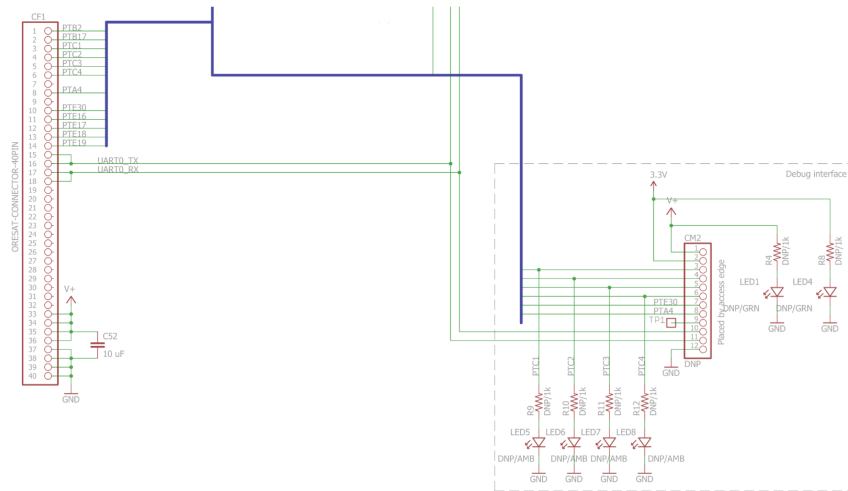 CF1
1 PTB2
2 PTB17
3 PTC1
4 PTC2
5 PTC3
6 PTC4
7
8 PTA4
9
10 PTE30
11 PTE16
12 PTE17
13 PTE18
14 PTE19
15
16 UART0_TX
17 UART0_RX
18
19
20
21
22
23
24
25
26
27
28
29
30
31
32
33
34
35
36
37
38
39
40
ORESAT-CONNECTOR-40PIN
V+
C52
10 uF
GND
Debug interface
3.3V
V+
CM2
1
2
3
4
5
6
7
8
9
10
11
12
PTE30
PTA4
TP1
Placed by access edge
DNP
GND
R4
DNP/1k
LED1
DNP/GRN
GND
R8
DNP/1k
LED4
DNP/GRN
GND
PTC1
PTC2
PTC3
PTC4
R9
DNP/1k
R10
DNP/1k
R11
DNP/1k
R12
DNP/1k
LED5
LED6
LED7
LED8
DNP/AMB
DNP/AMB
DNP/AMB
DNP/AMB
GND
GND
GND
GND